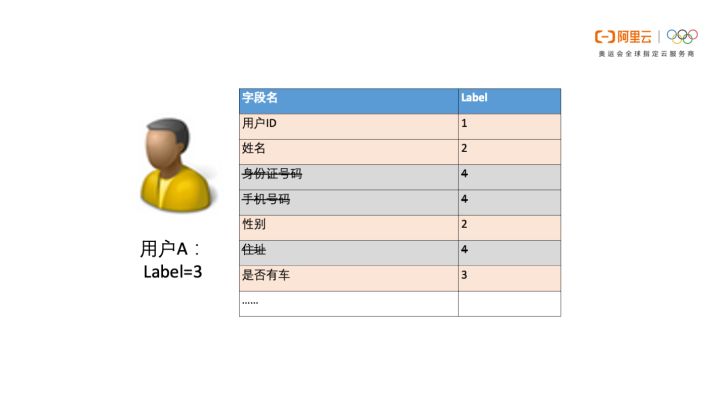 阿里云
奥运会全球指定云服务商
字段名 Label
用户ID 1
姓名 2
身份证号码 4
手机号码 4
性别 2
住址 4
是否有车 3
......
用户A：
Label=3